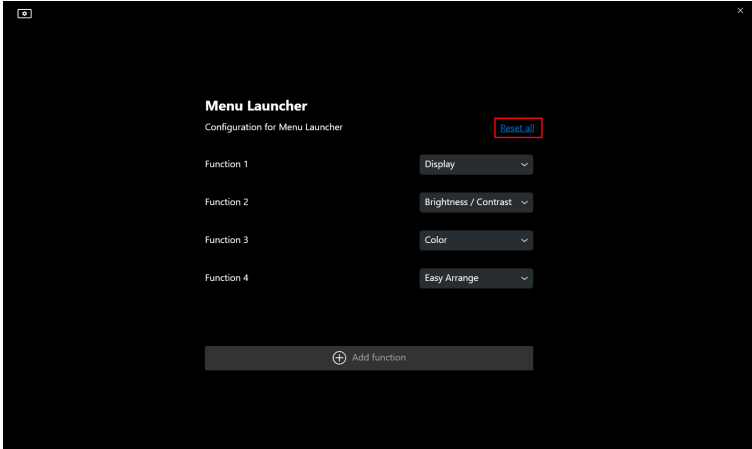 Menu Launcher
Configuration for Menu Launcher
Reset all
Function 1
Display
Function 2
Brightness / Contrast
Function 3
Color
Function 4
Easy Arrange
Add function